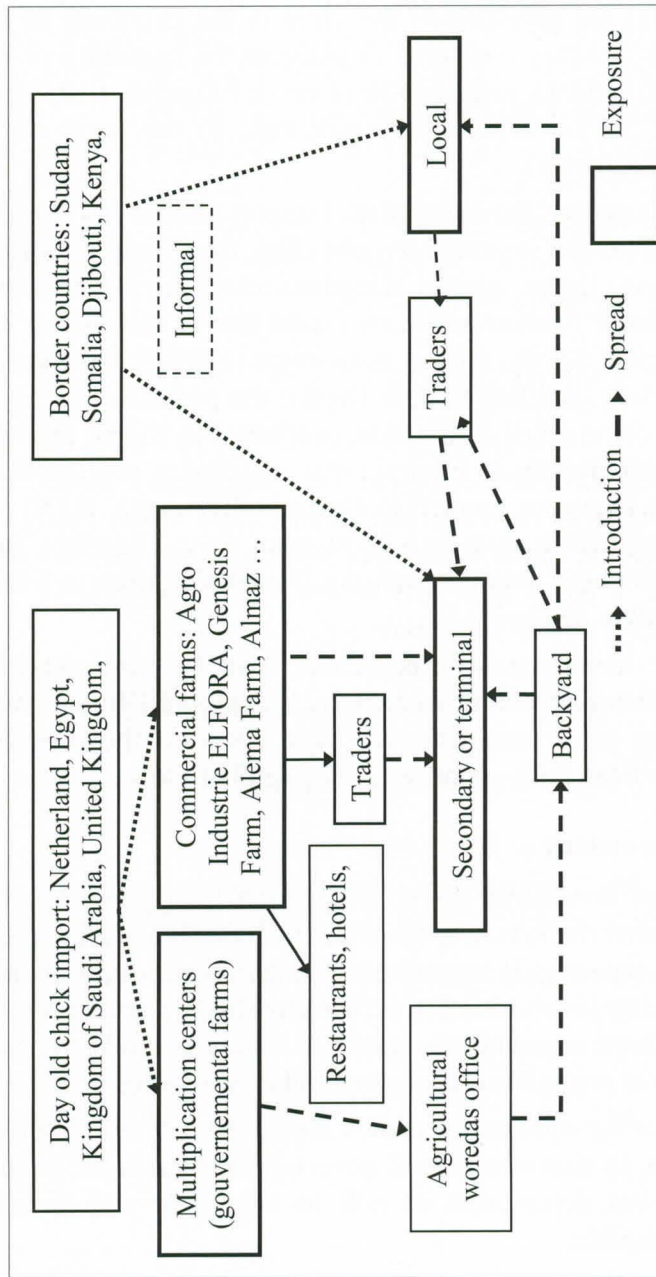 Day old chick import: Netherland, Egypt,
Kingdom of Saudi Arabia, United Kingdom,
Border countries: Sudan,
Somalia, Djibouti, Kenya,
Informal
Multiplication centers
(gouvernemental farms)
Commercial farms: Agro
Industrie ELFORA, Genesis
Farm, Alema Farm, Almaz ...
Restaurants, hotels,
Traders
Traders
Local
Agricultural
woredas office
Secondary or terminal
Backyard
Introduction
Spread
Exposure